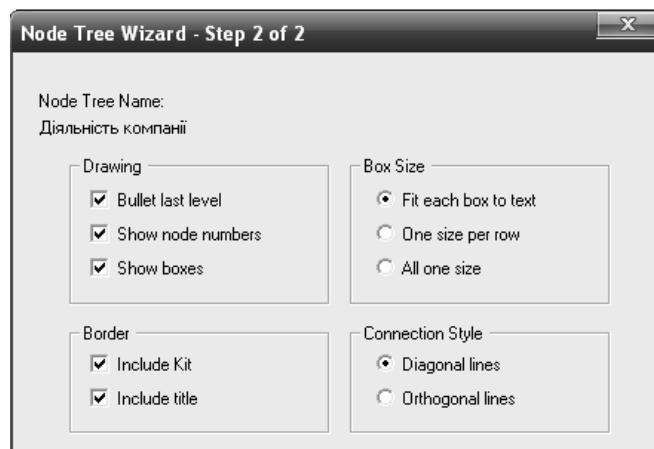 Node Tree Wizard - Step 2 of 2
Node Tree Name:
Діяльність компанії
Drawing
Bullet last level
Show node numbers
Show boxes
Box Size
Fit each box to text
One size per row
All one size
Border
Include Kit
Include title
Connection Style
Diagonal lines
Orthogonal lines